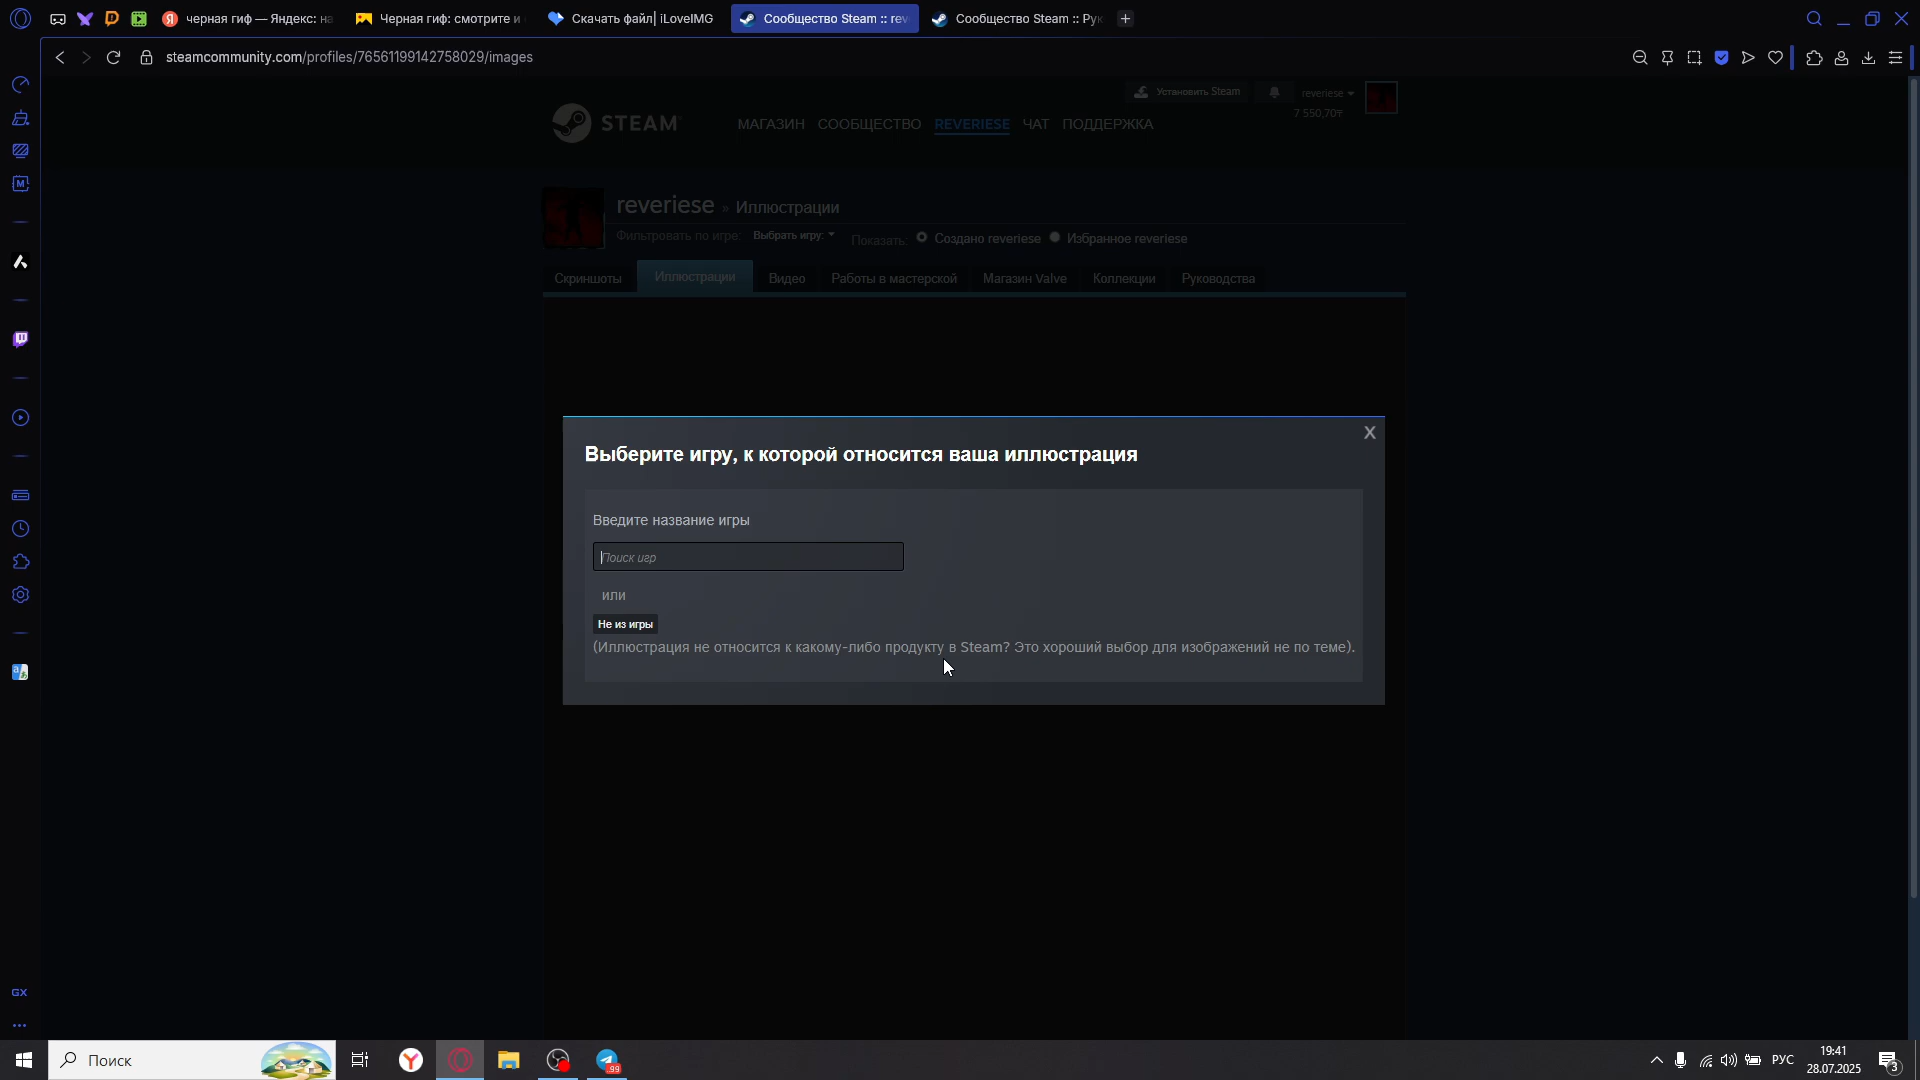 черная гиф — Яндекс: на
Черная гиф: смотрите и
Скачать файл| iLoveIMG
Сообщество Steam :: rev
Сообщество Steam :: Рук
steamcommunity.com/profiles/76561199142758029/images
Установить Steam
reveriese
7 550,70₸
STEAM
МАГАЗИН СООБЩЕСТВО REVERIESE ЧАТ ПОДДЕРЖКА
reveriese » Иллюстрации
Фильтровать по игре: Выбрать игру: Показать: Создано reveriese Избранное reveriese
Скриншоты Иллюстрации Видео Работы в мастерской Магазин Valve Коллекции Руководства
X
Выберите игру, к которой относится ваша иллюстрация
Введите название игры
Поиск игр
или
Не из игры
(Иллюстрация не относится к какому-либо продукту в Steam? Это хороший выбор для изображений не по теме).
GX
Поиск
99
РУС
19:41
28.07.2025
3